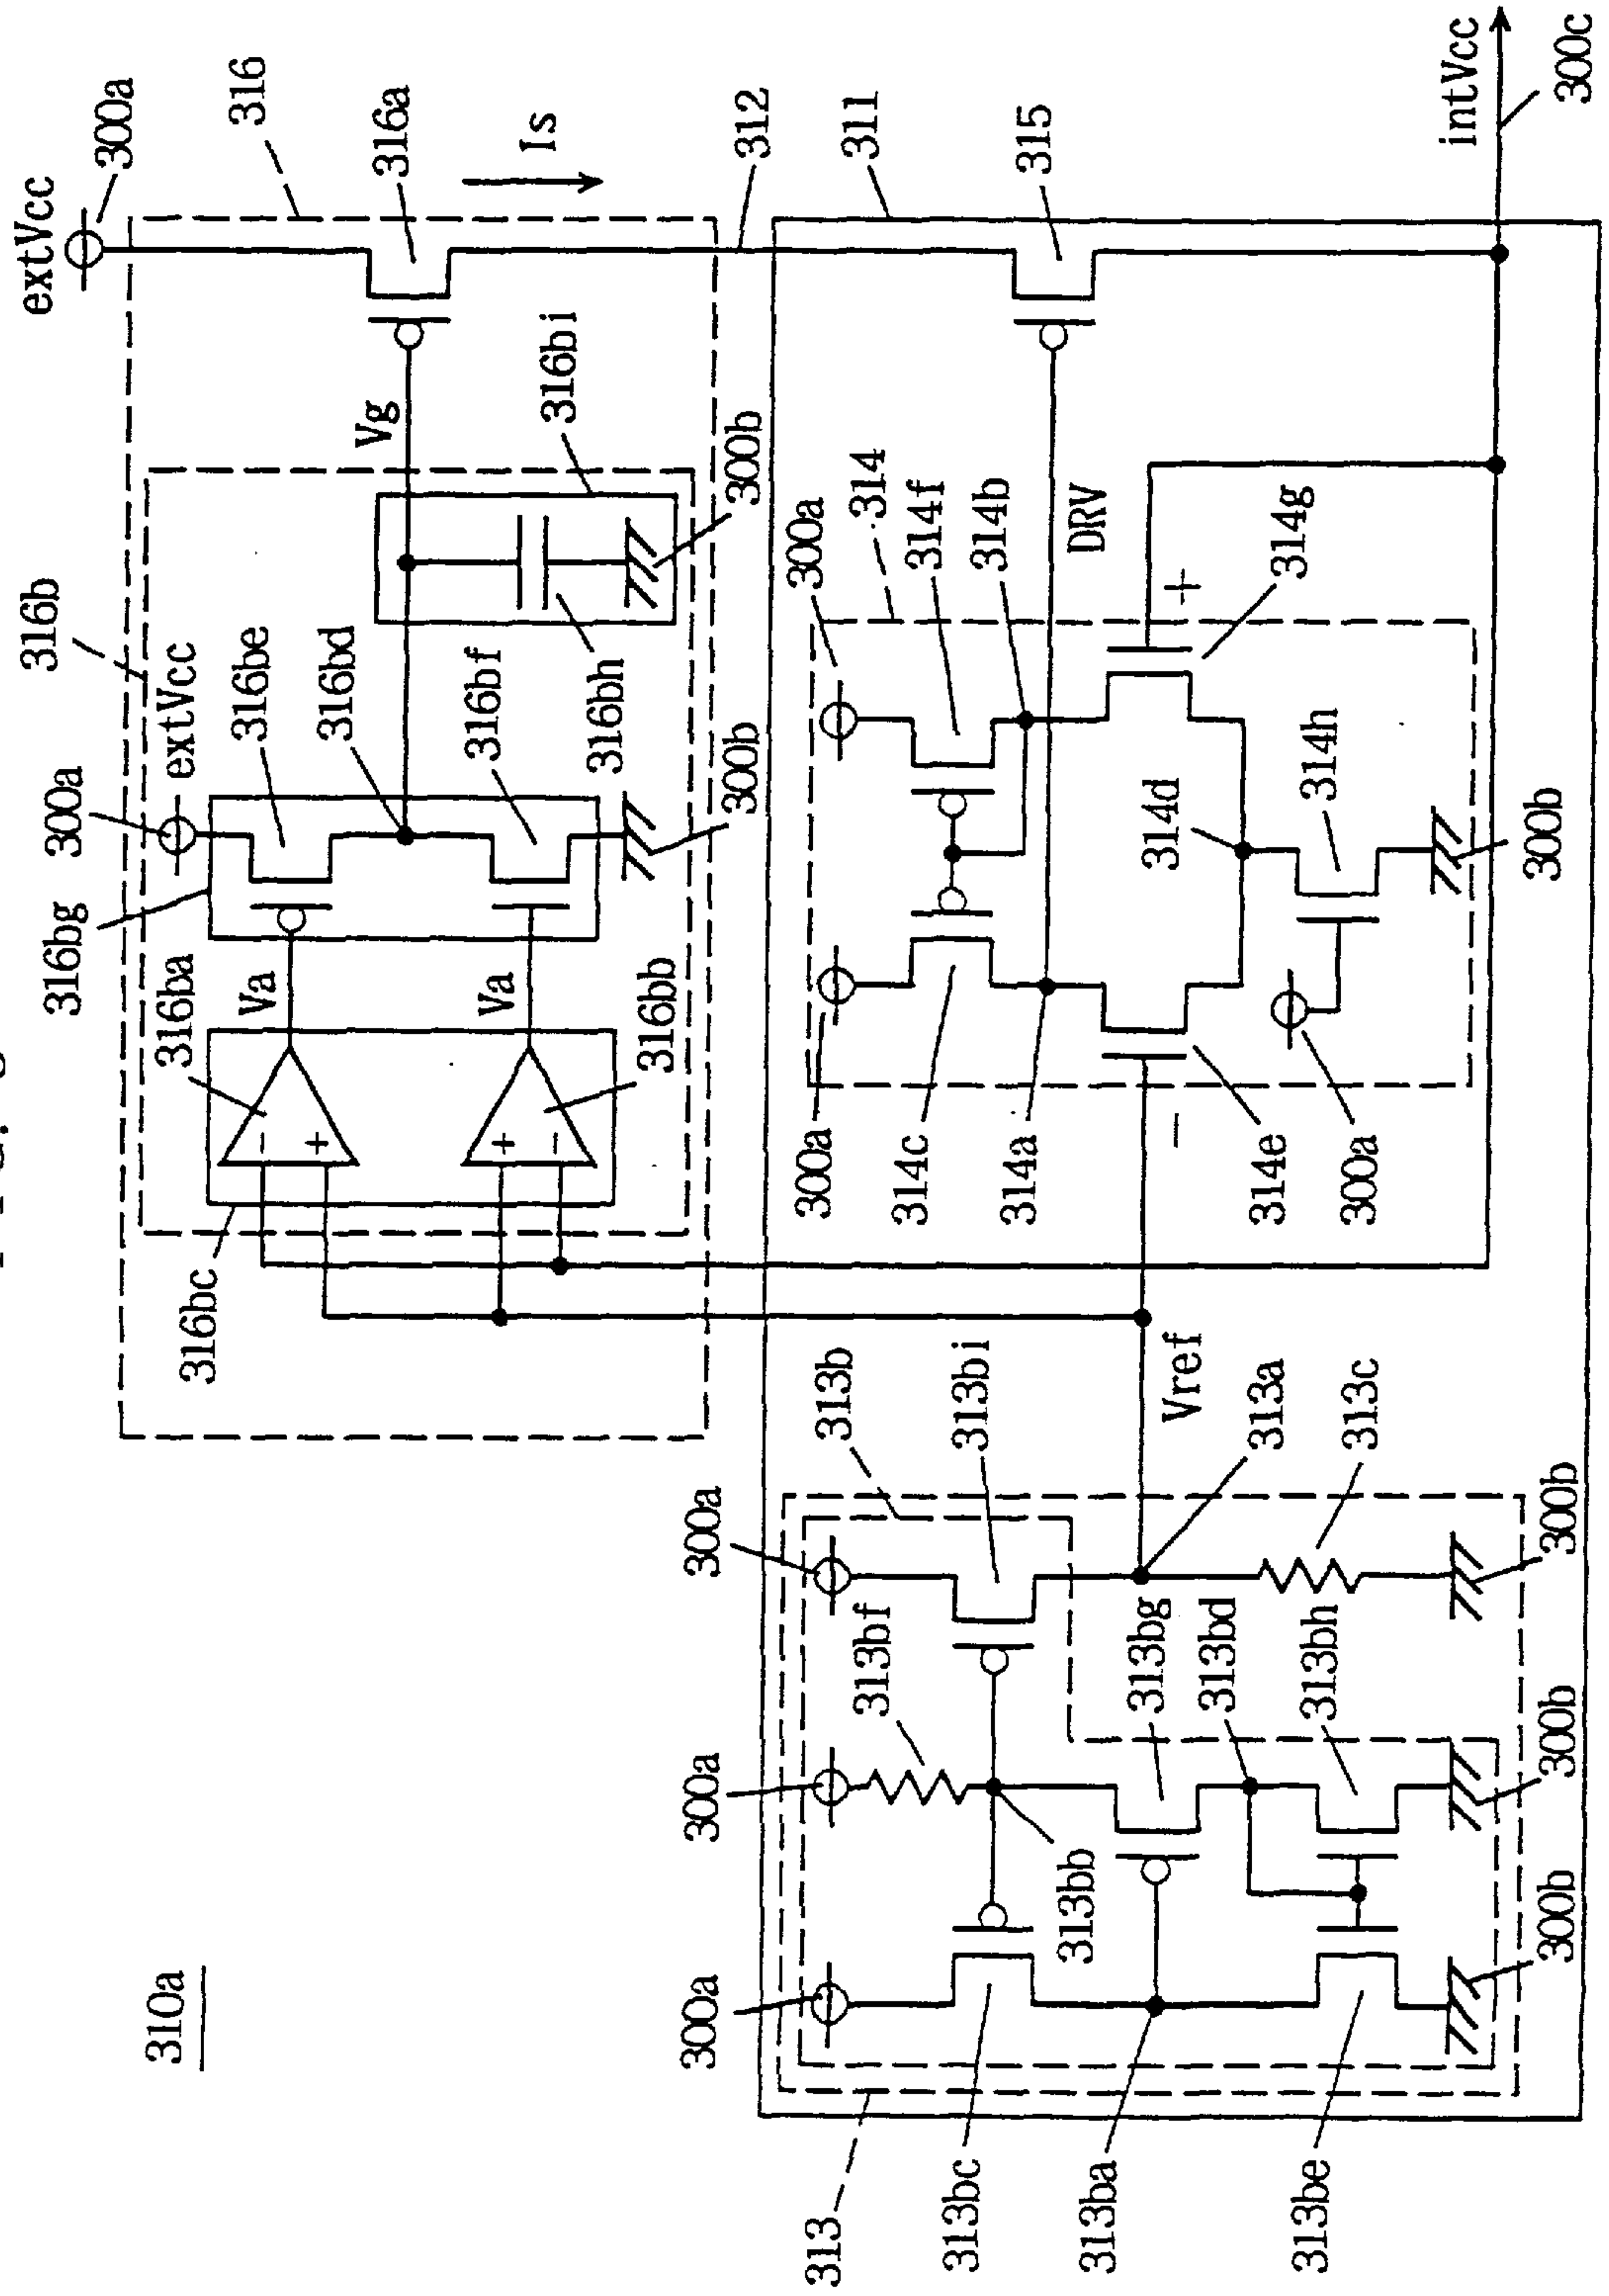 310a
extVcc
300a
316
316a
Is
312
311
315
intVcc
300c
316b
316bg
300a
extVcc
316be
316bd
316bf
316bh
Vg
316bi
300b
300b
316ba
Va
Va
316bb
316bc
-
+
+
-
300a
314
314f
314b
DRV
+
314g
300a
314c
314a
314d
314h
300b
-
314e
300a
Vref
313b
313bi
313a
313c
300a
300b
313bf
300a
313bg
313bd
313bh
300b
313bb
300a
300b
313
313bc
313ba
313be